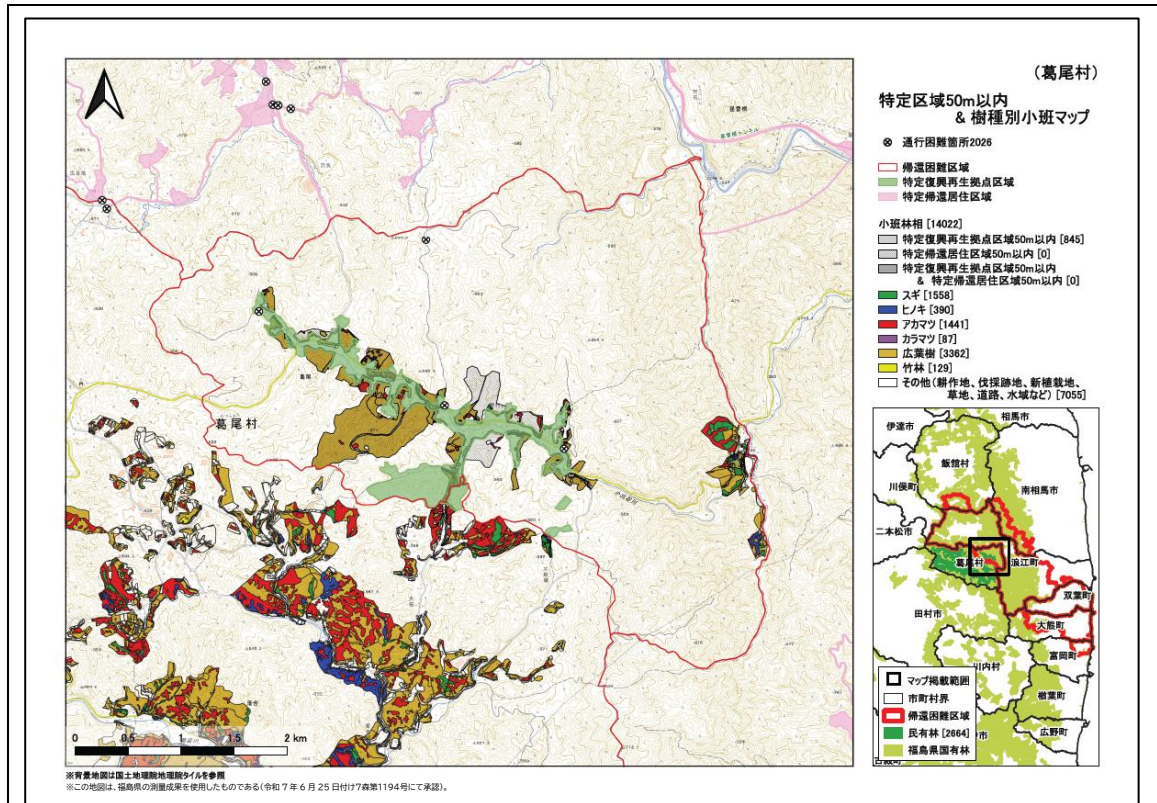 (葛尾村)
特定区域50m以内
& 樹種別小班マップ
通行困難箇所2026
帰還困難区域
特定復興再生拠点区域
特定帰還居住区域
小班林相 [14022]
特定復興再生拠点区域50m以内 [845]
特定帰還居住区域50m以内 [0]
特定復興再生拠点区域50m以内
& 特定帰還居住区域50m以内 [0]
スギ [1558]
ヒノキ [390]
アカマツ [1441]
カラマツ [87]
広葉樹 [3362]
竹林 [129]
その他(耕作地、伐採跡地、新植栽地、
草地、道路、水域など) [7055]
葛尾村
葛尾
0 0.5 1 2 km
相馬市
伊達市
飯館村
川俣町
南相馬市
二本松市
葛尾村
浪江町
双葉町
田村市
大熊町
富岡町
川内村
楢葉町
広野町
マップ掲載範囲
市町村界
帰還困難区域
民有林 [2664]
福島県国有林
※背景地図は国土地理院地理院タイルを参照
※この地図は、福島県の測量成果を使用したものである(令和 7 年 6 月 25 日付け7森第1194号にて承認)。